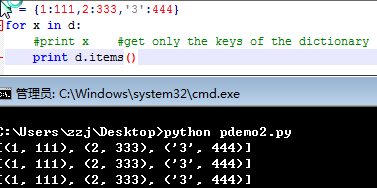 = {1:111,2:333,'3':444}
for x in d:
#print x    #get only the keys of the dictionary
print d.items()
管理员: C:\Windows\system32\cmd.exe
C:\Users\zzj\Desktop>python pdemo2.py
[(1, 111), (2, 333), ('3', 444)]
[(1, 111), (2, 333), ('3', 444)]
[(1, 111), (2, 333), ('3', 444)]